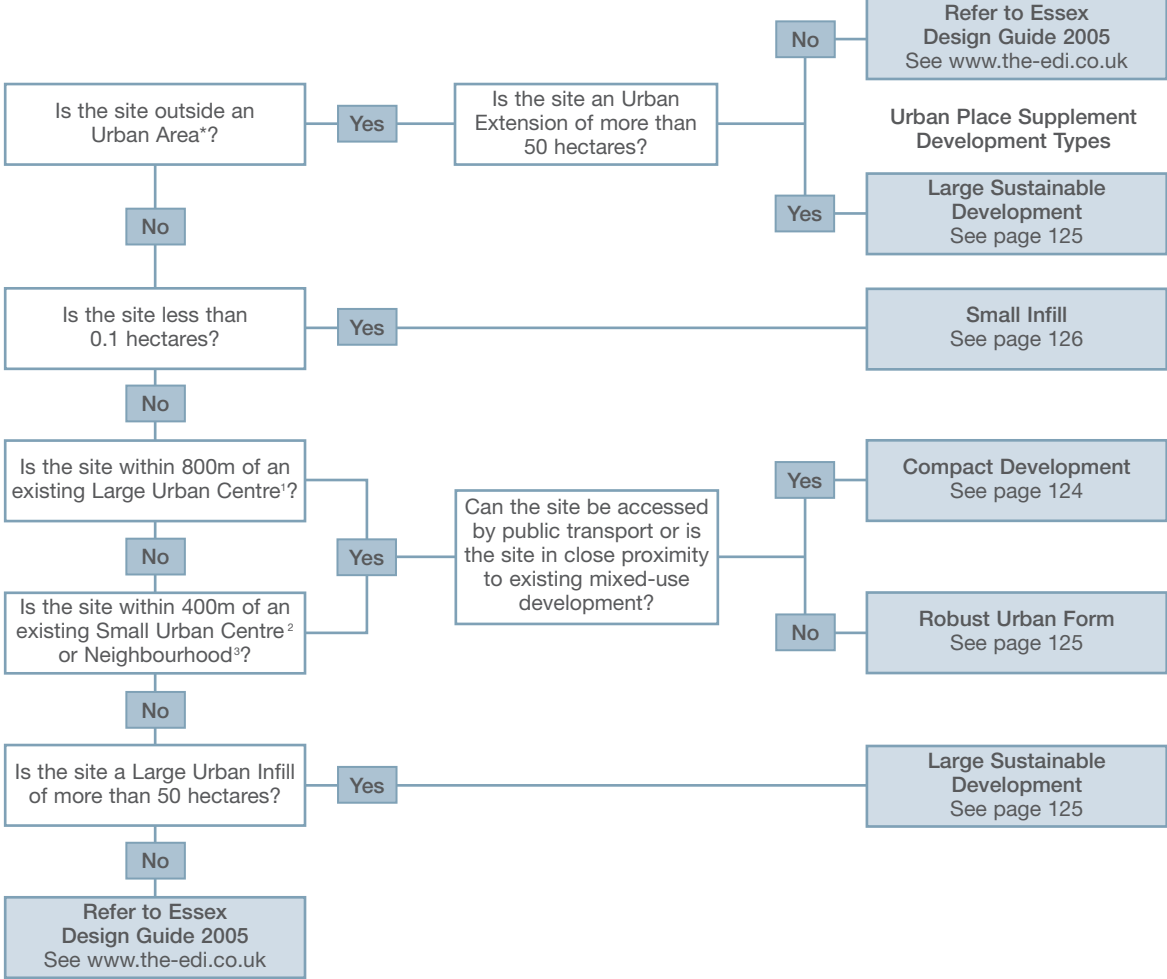 Is the site outside an
Urban Area*?
Yes
Is the site an Urban
Extension of more than
50 hectares?
No
Refer to Essex
Design Guide 2005
See www.the-edi.co.uk
Urban Place Supplement
Development Types
Yes
Large Sustainable
Development
See page 125
No
Is the site less than
0.1 hectares?
Yes
Small Infill
See page 126
No
Is the site within 800m of an
existing Large Urban Centre¹?
No
Is the site within 400m of an
existing Small Urban Centre²
or Neighbourhood³?
Yes
Can the site be accessed
by public transport or is
the site in close proximity
to existing mixed-use
development?
Yes
Compact Development
See page 124
No
Robust Urban Form
See page 125
No
Is the site a Large Urban Infill
of more than 50 hectares?
Yes
Large Sustainable
Development
See page 125
No
Refer to Essex
Design Guide 2005
See www.the-edi.co.uk